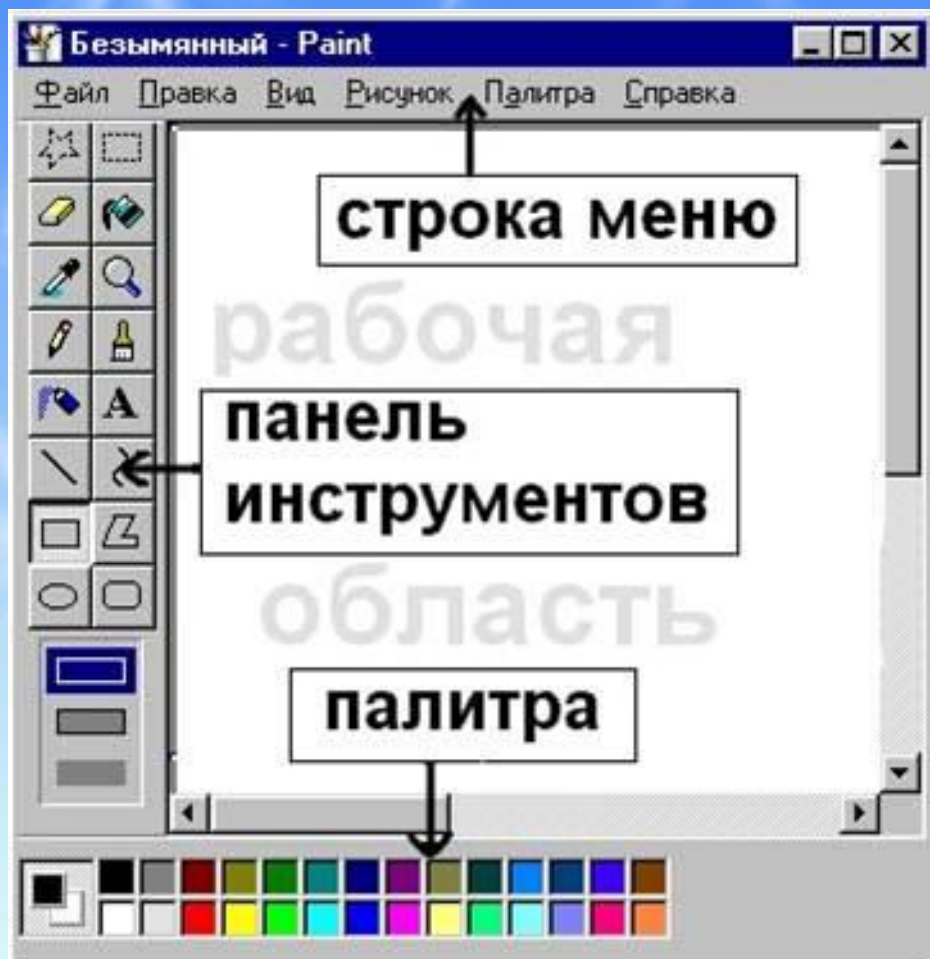 Безымянный - Paint
Файл Правка Вид Рисунок Палитра Справка
строка меню
рабочая
панель
инструментов
область
палитра